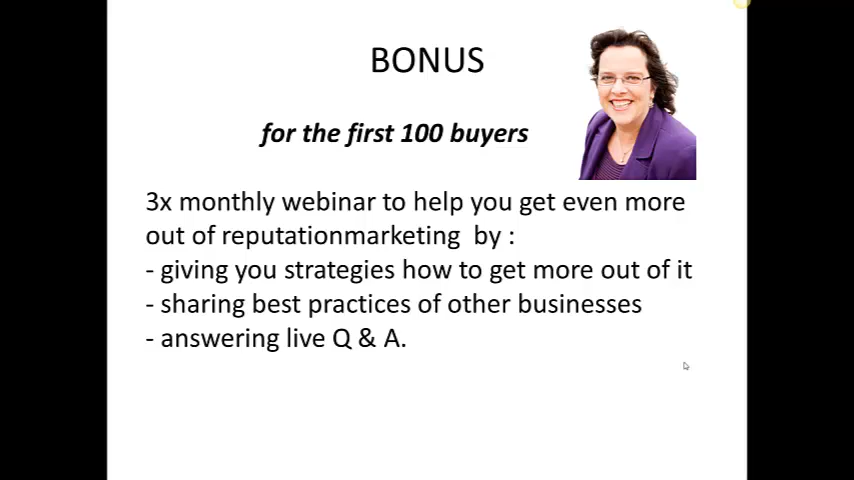 BONUS
for the first 100 buyers
3x monthly webinar to help you get even more
out of reputationmarketing by :
- giving you strategies how to get more out of it
- sharing best practices of other businesses
- answering live Q & A.